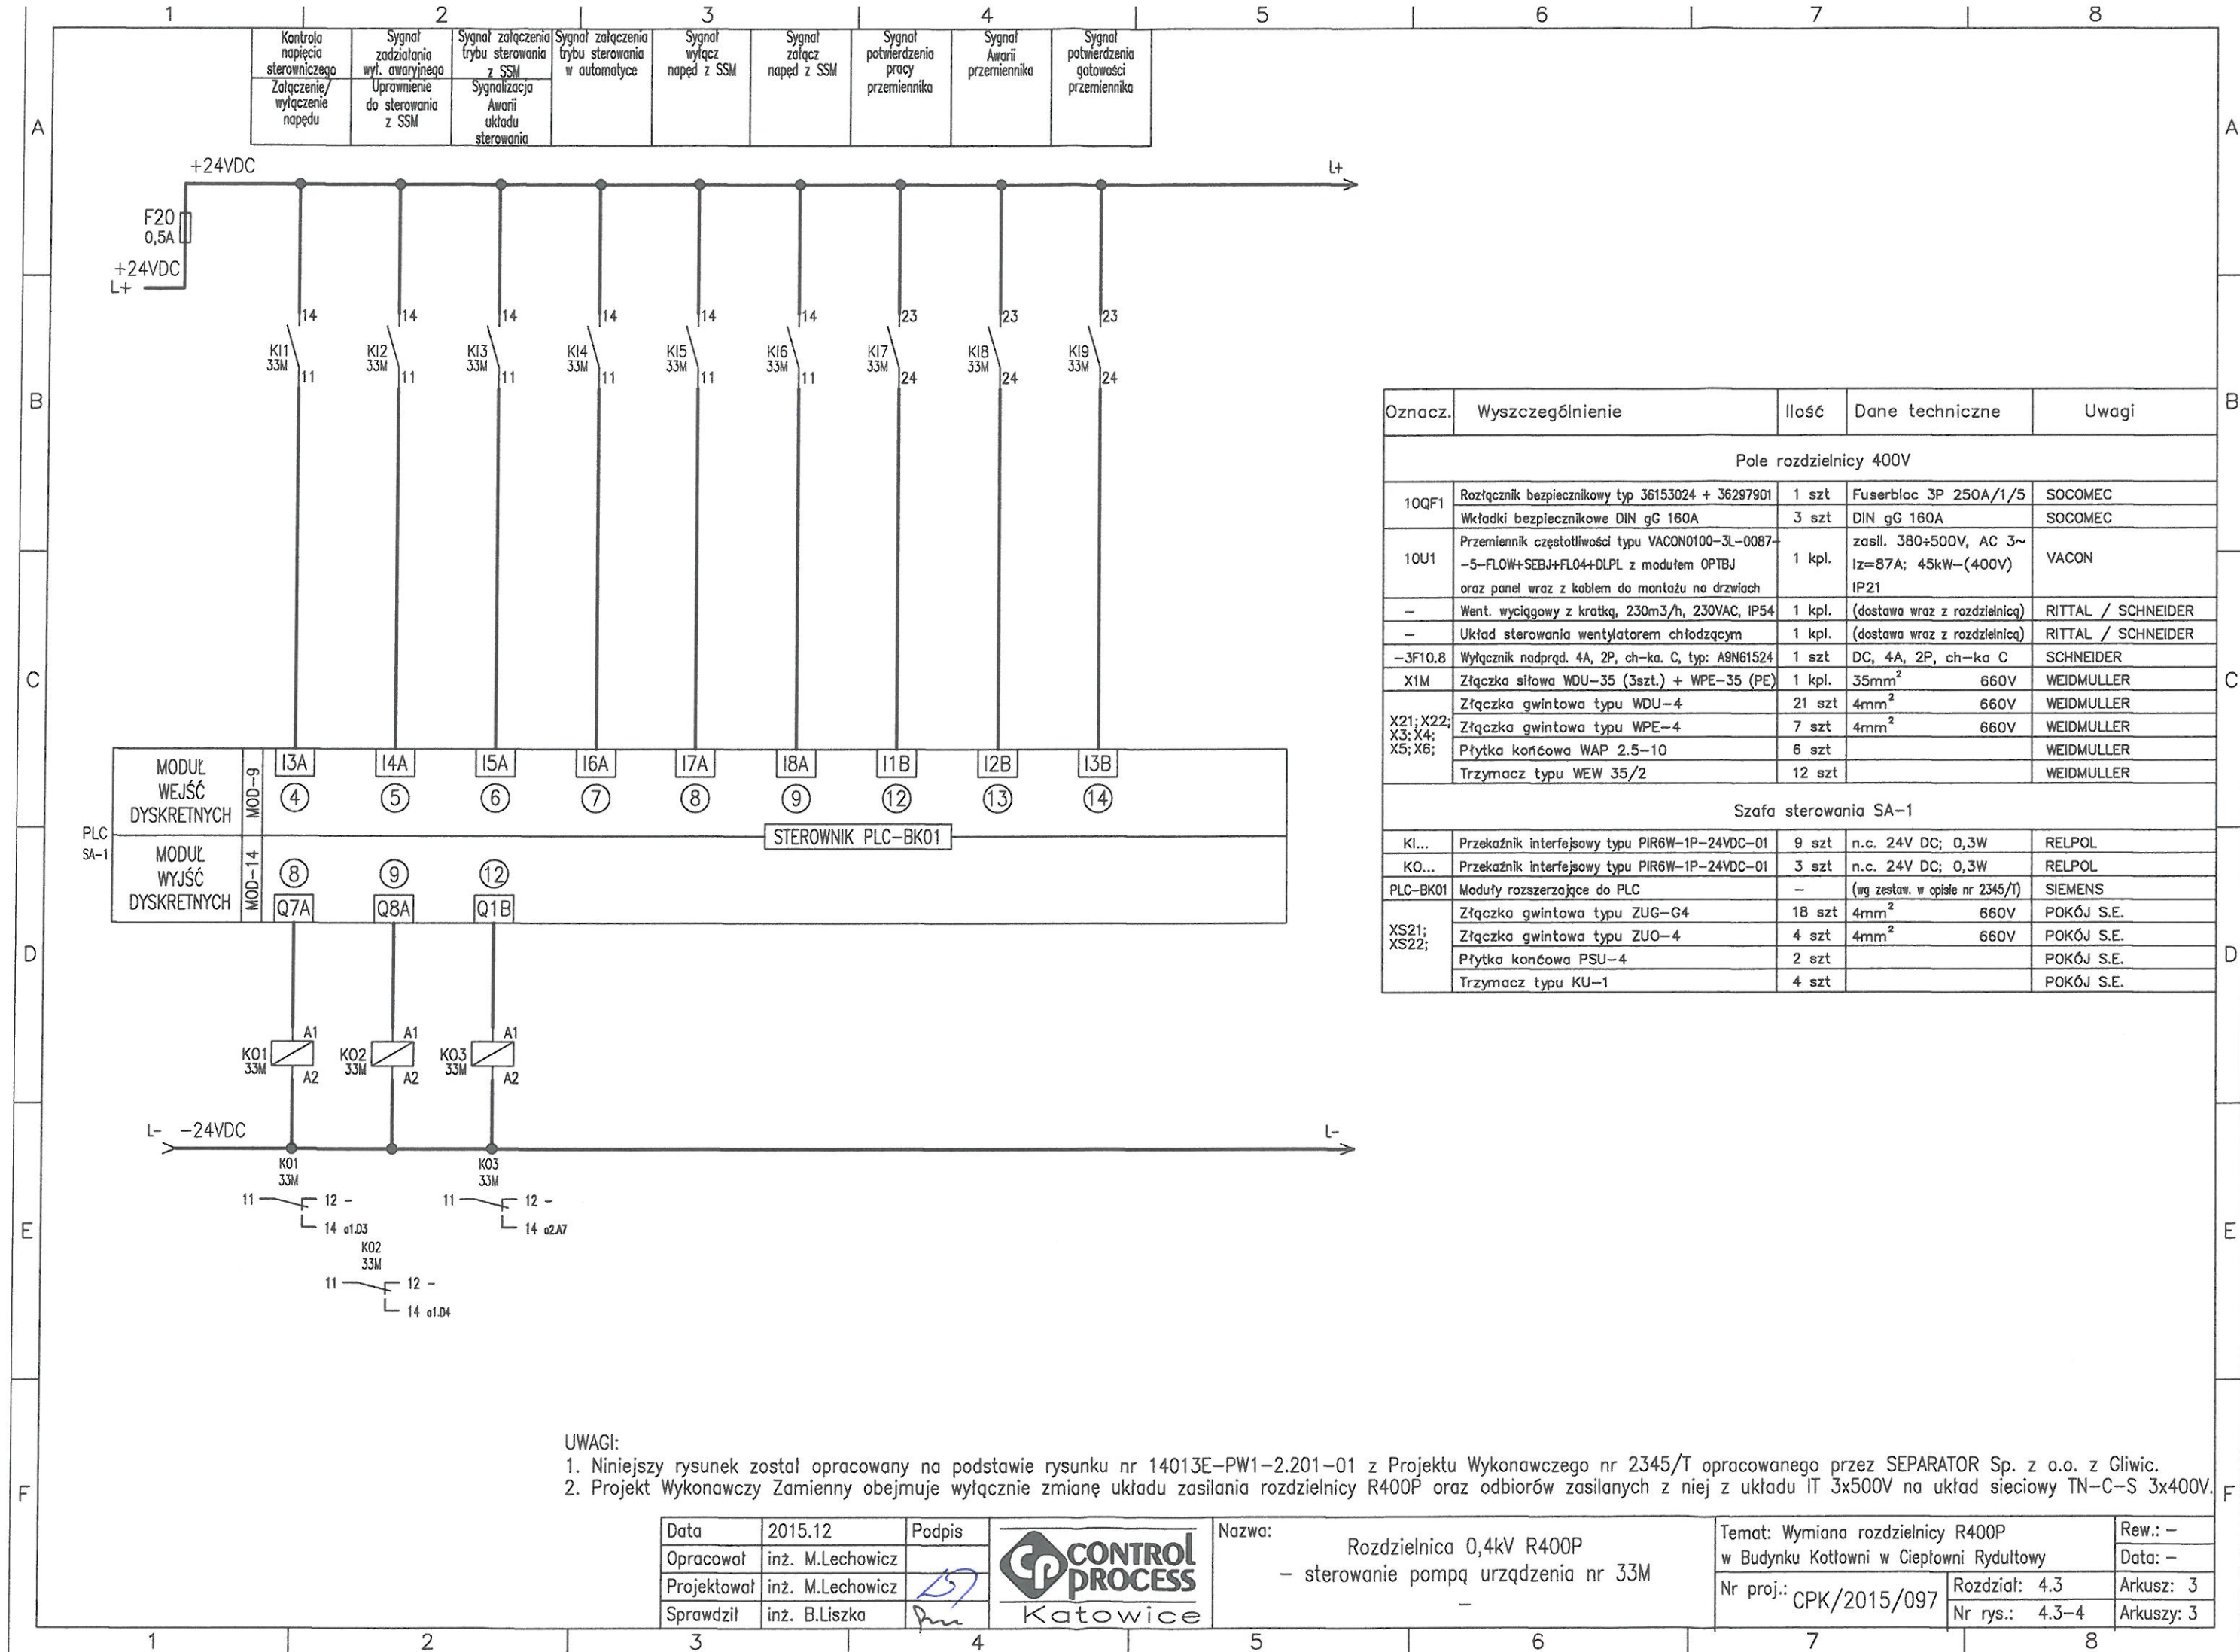 1 2 3 4 5 6 7 8
Kontrola napięcia sterowniczego
Sygnał zadziałania wył. awaryjnego
Sygnał załączenia trybu sterowania z SSM
Sygnał załączenia trybu sterowania w automatyce
Sygnał wyłącz napęd z SSM
Sygnał załącz napęd z SSM
Sygnał potwierdzenia pracy przemiennika
Sygnał Awarii przemiennika
Sygnał potwierdzenia gotowości przemiennika
Załączenie/ wyłączenie napędu
Uprawnienie do sterowania z SSM
Sygnalizacja Awarii układu sterowania
A A
+24VDC L+
F20
0,5A
+24VDC
L+
14 14 14 14 14 14 23 23 23
KI1 KI2 KI3 KI4 KI5 KI6 KI7 KI8 KI9
33M 33M 33M 33M 33M 33M 33M 33M 33M
11 11 11 11 11 11 24 24 24
B B
Oznacz. Wyszczególnienie Ilość Dane techniczne Uwagi
Pole rozdzielnicy 400V
10QF1 Rozłącznik bezpiecznikowy typ 36153024 + 36297901 1 szt Fuserbloc 3P 250A/1/5 SOCOMEC
Wkładki bezpiecznikowe DIN gG 160A 3 szt DIN gG 160A SOCOMEC
Przemiennik częstotliwości typu VACON0100-3L-0087- zasil. 380÷500V, AC 3~
10U1 -5-FLOW+SEBJ+FL04+DLPL z modułem OPTBJ 1 kpl. Iz=87A; 45kW-(400V) VACON
oraz panel wraz z kablem do montażu na drzwiach IP21
- Went. wyciągowy z kratką, 230m3/h, 230VAC, IP54 1 kpl. (dostawa wraz z rozdzielnicą) RITTAL / SCHNEIDER
- Układ sterowania wentylatorem chłodzącym 1 kpl. (dostawa wraz z rozdzielnicą) RITTAL / SCHNEIDER
-3F10.8 Wyłącznik nadprąd. 4A, 2P, ch-ka. C, typ: A9N61524 1 szt DC, 4A, 2P, ch-ka C SCHNEIDER
X1M Złączka siłowa WDU-35 (3szt.) + WPE-35 (PE) 1 kpl. 35mm² 660V WEIDMULLER
X21; X22; X3; X4; X5; X6;
Złączka gwintowa typu WDU-4 21 szt 4mm² 660V WEIDMULLER
Złączka gwintowa typu WPE-4 7 szt 4mm² 660V WEIDMULLER
Płytka końcowa WAP 2.5-10 6 szt WEIDMULLER
Trzymacz typu WEW 35/2 12 szt WEIDMULLER
Szafa sterowania SA-1
KI... Przekaźnik interfejsowy typu PIR6W-1P-24VDC-01 9 szt n.c. 24V DC; 0,3W RELPOL
KO... Przekaźnik interfejsowy typu PIR6W-1P-24VDC-01 3 szt n.c. 24V DC; 0,3W RELPOL
PLC-BK01 Moduły rozszerzające do PLC - (wg zestaw. w opisie nr 2345/T) SIEMENS
XS21; XS22;
Złączka gwintowa typu ZUG-G4 18 szt 4mm² 660V POKÓJ S.E.
Złączka gwintowa typu ZUO-4 4 szt 4mm² 660V POKÓJ S.E.
Płytka końcowa PSU-4 2 szt POKÓJ S.E.
Trzymacz typu KU-1 4 szt POKÓJ S.E.
C C
MODUŁ WEJŚĆ DYSKRETNYCH
MOD-9
I3A I4A I5A I6A I7A I8A I1B I2B I3B
4 5 6 7 8 9 12 13 14
PLC
SA-1
STEROWNIK PLC-BK01
MODUŁ WYJŚĆ DYSKRETNYCH
MOD-14
8 9 12
Q7A Q8A Q1B
D D
A1 A1 A1
KO1 KO2 KO3
33M 33M 33M
A2 A2 A2
L- -24VDC L-
KO1 KO3
33M 33M
11 12 - 11 12 -
14 a1.D3 14 a2.A7
E E
KO2
33M
11 12 -
14 a1.D4
UWAGI:
1. Niniejszy rysunek został opracowany na podstawie rysunku nr 14013E-PW1-2.201-01 z Projektu Wykonawczego nr 2345/T opracowanego przez SEPARATOR Sp. z o.o. z Gliwic.
2. Projekt Wykonawczy Zamienny obejmuje wyłącznie zmianę układu zasilania rozdzielnicy R400P oraz odbiorów zasilanych z niej z układu IT 3x500V na układ sieciowy TN-C-S 3x400V.
F F
Data 2015.12 Podpis
Opracował inż. M.Lechowicz
Projektował inż. M.Lechowicz
Sprawdził inż. B.Liszka
CP CONTROL PROCESS
Katowice
Nazwa:
Rozdzielnica 0,4kV R400P
- sterowanie pompą urządzenia nr 33M
-
Temat: Wymiana rozdzielnicy R400P
w Budynku Kotłowni w Ciepłowni Rydułtowy
Nr proj.: CPK/2015/097
Rozdział: 4.3
Nr rys.: 4.3-4
Rew.: -
Data: -
Arkusz: 3
Arkuszy: 3
1 2 3 4 5 6 7 8